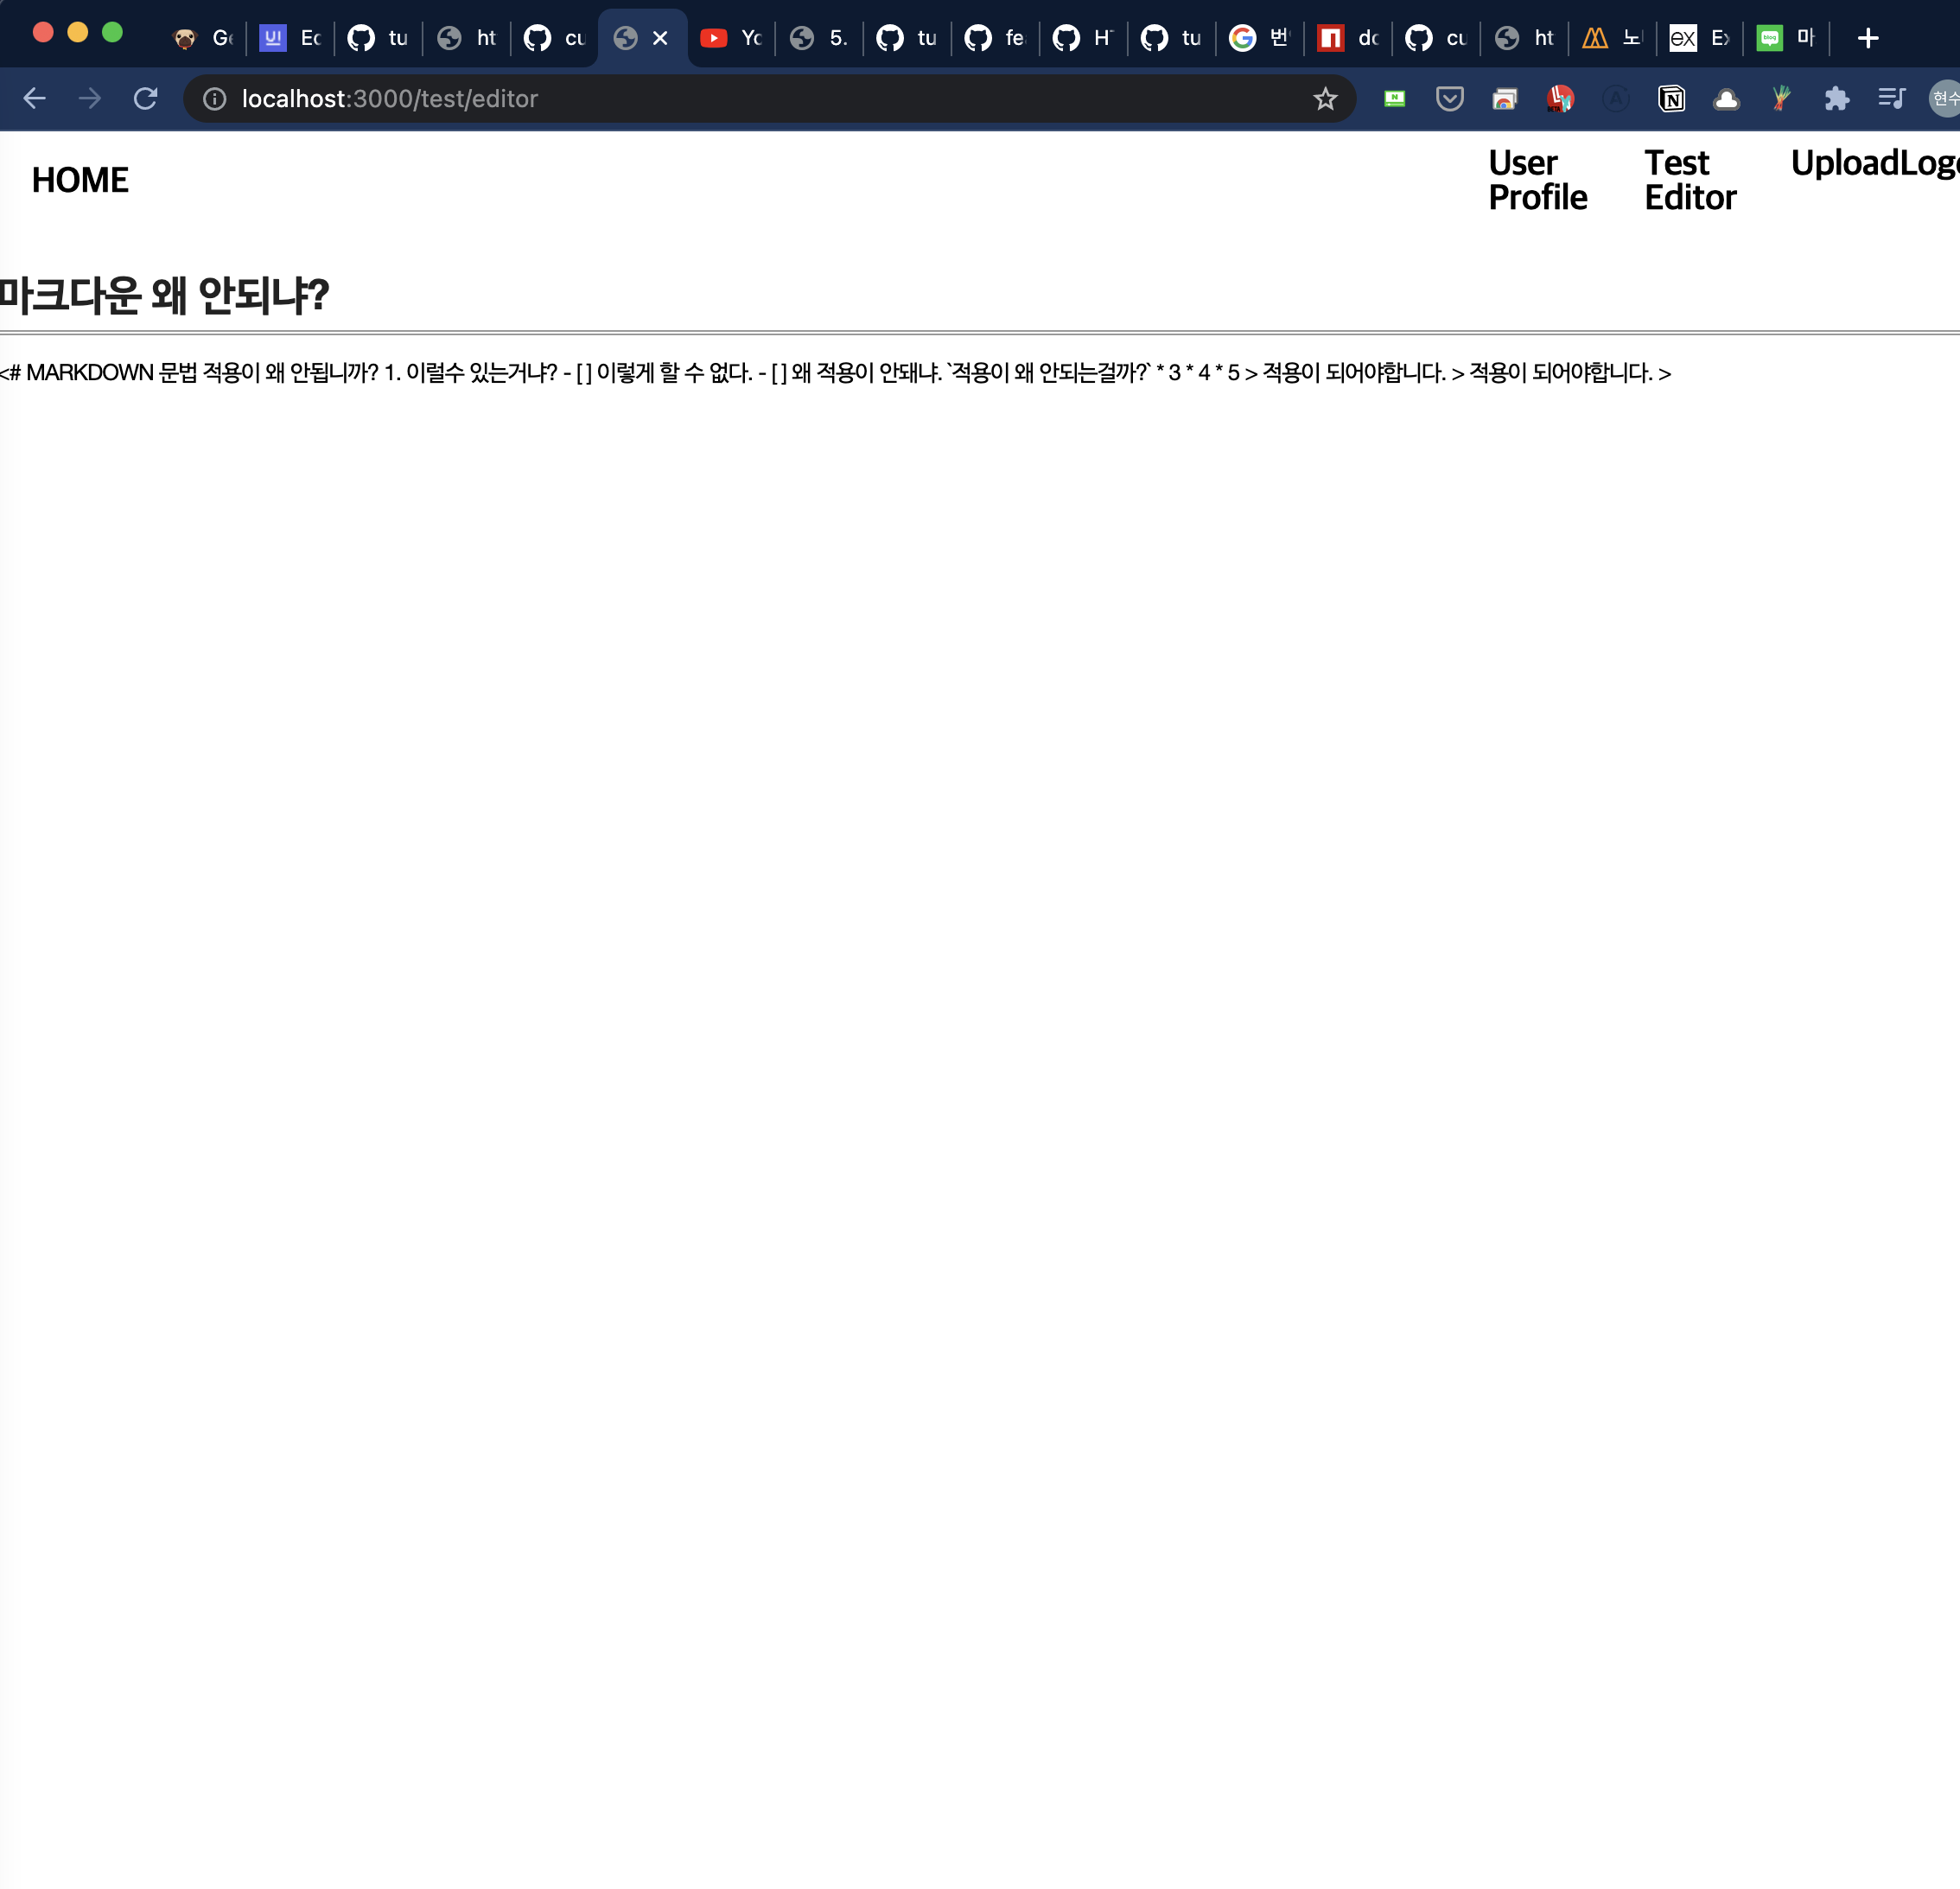 Ge
Ec
tu
ht
cu
Yo
5.
tu
fe
H
tu
번
do
cu
ht
노
Ex
마
localhost:3000/test/editor
현수
HOME
User
Profile
Test
Editor
UploadLogo
마크다운 왜 안되냐?
<# MARKDOWN 문법 적용이 왜 안됩니까? 1. 이럴수 있는거냐? - [ ] 이렇게 할 수 없다. - [ ] 왜 적용이 안돼냐. `적용이 왜 안되는걸까?` * 3 * 4 * 5 > 적용이 되어야합니다. > 적용이 되어야합니다. >